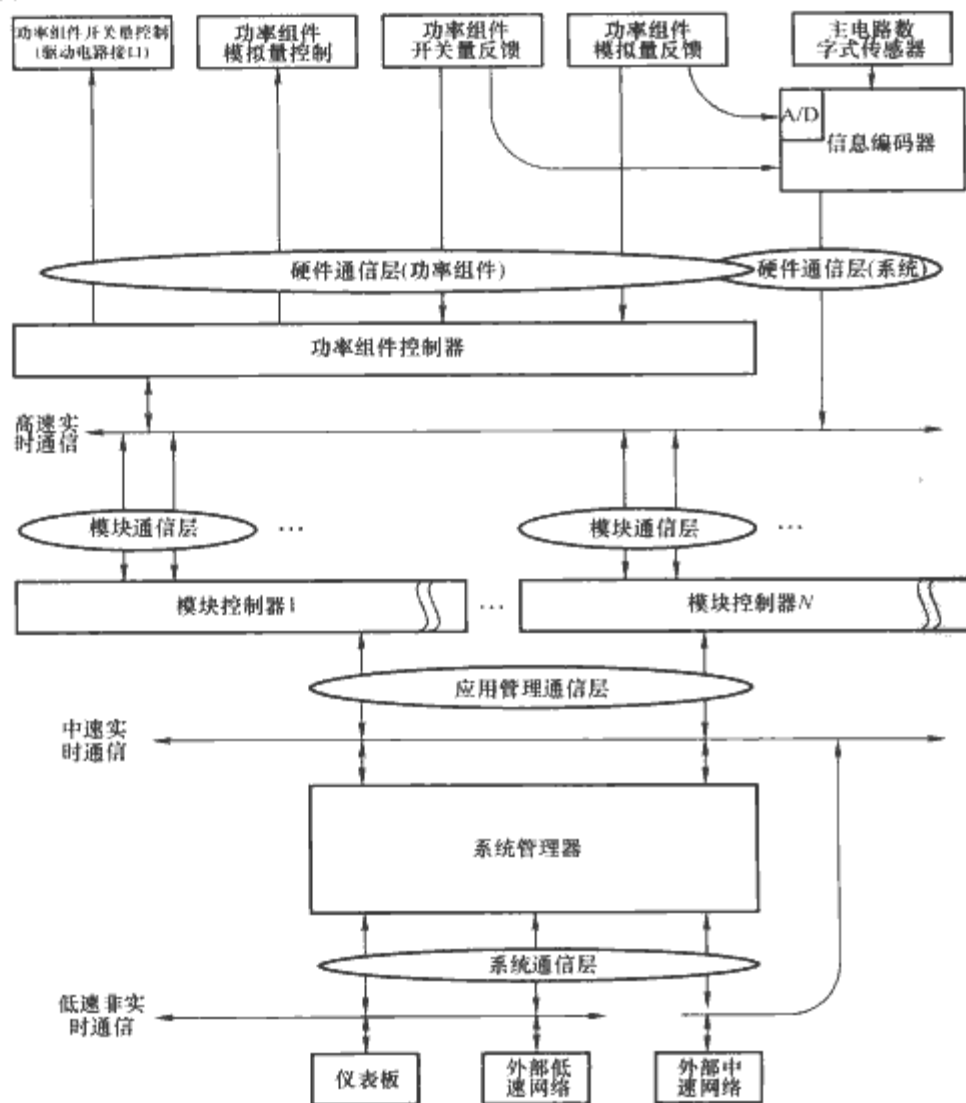 功率组件开关量控制
(驱动电路接口)
功率组件
模拟量控制
功率组件
开关量反馈
功率组件
模拟量反馈
主电路数
字式传感器
A/D
信息编码器
硬件通信层(功率组件)
硬件通信层(系统)
功率组件控制器
高速实
时通信
模块通信层
…
模块通信层
…
模块控制器1
…
模块控制器N
应用管理通信层
中速实
时通信
系统管理器
系统通信层
低速非实
时通信
仪表板
外部低
速网络
外部中
速网络